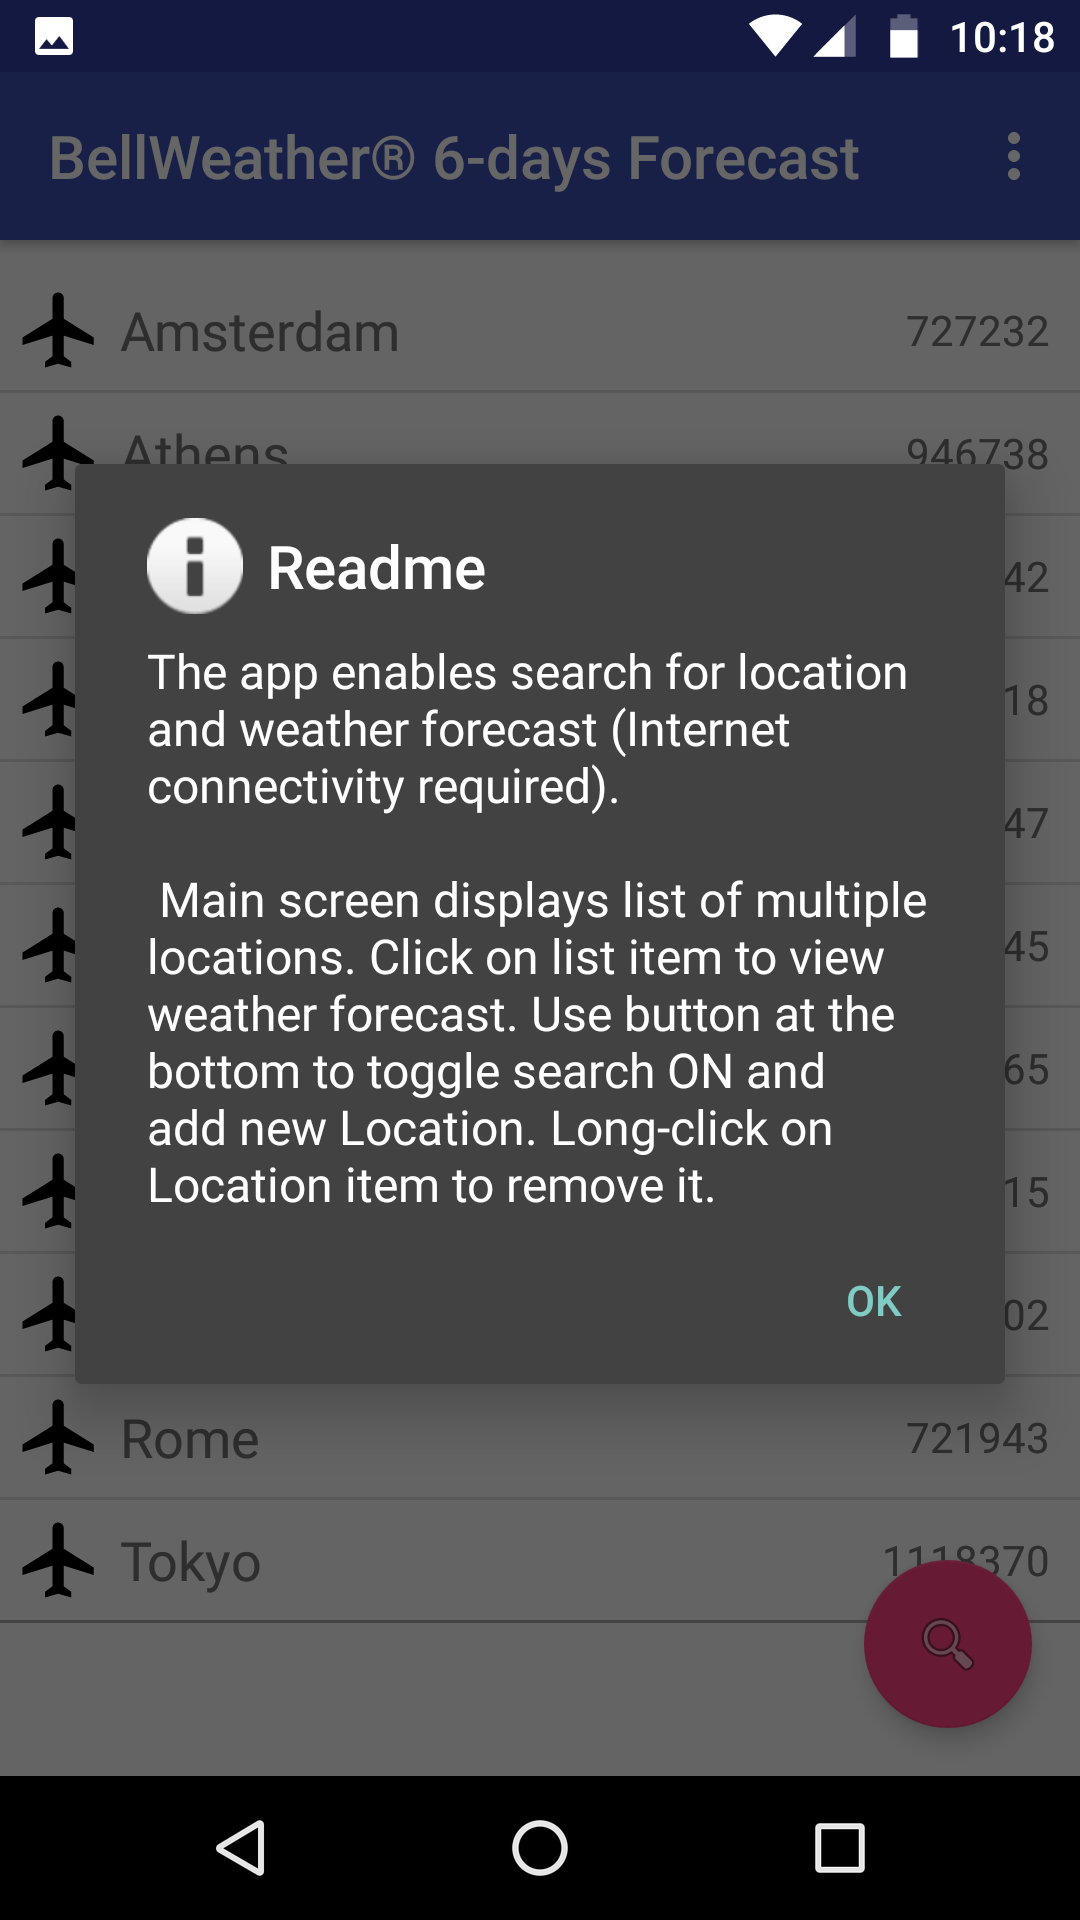 10:18
BellWeather® 6-days Forecast
Amsterdam 727232
Athens 946738
42
18
Readme
The app enables search for location
and weather forecast (Internet
connectivity required).
47
Main screen displays list of multiple
locations. Click on list item to view
45
weather forecast. Use button at the
bottom to toggle search ON and
65
add new Location. Long-click on
Location item to remove it.
15
OK
02
Rome 721943
Tokyo 1118370